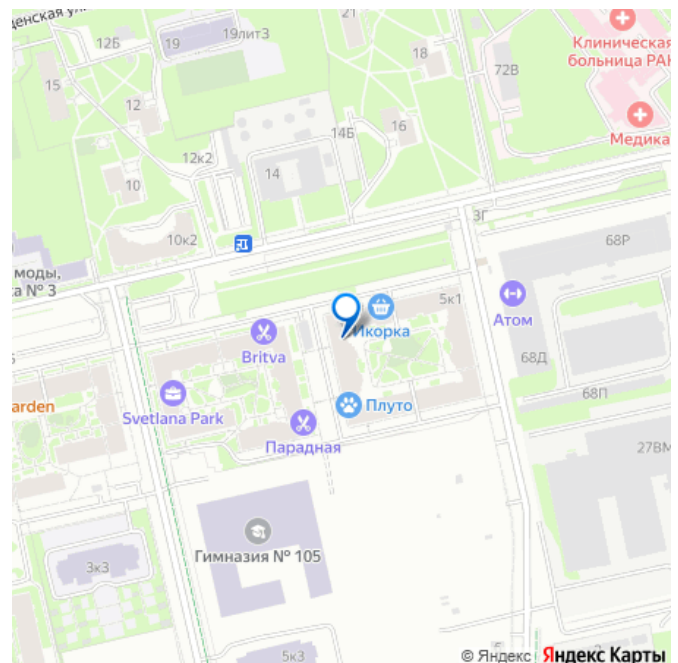 21
19лит3
19
12Б
18
Клиническая
больница РАН
72В
15
12
14Б
16
Медика
12к2
14
10
3Г
10к2
68Р
моды,
а № 3
5к1
Икорка
Атом
Britva
68Д
68П
Svetlana Park
Плуто
arden
Парадная
27ВМ
Гимназия № 105
3к3
5к3
© Яндекс Яндекс Карты